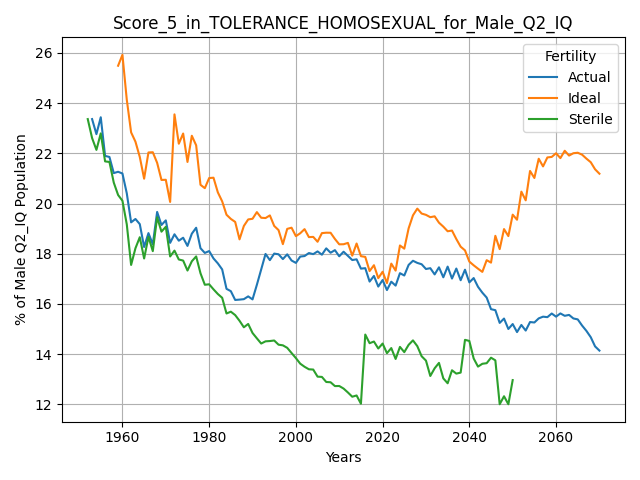 Score_5_in_TOLERANCE_HOMOSEXUAL_for_Male_Q2_IQ
Fertility
Actual
Ideal
Sterile
% of Male Q2_IQ Population
26
24
22
20
18
16
14
12
1960 1980 2000 2020 2040 2060
Years